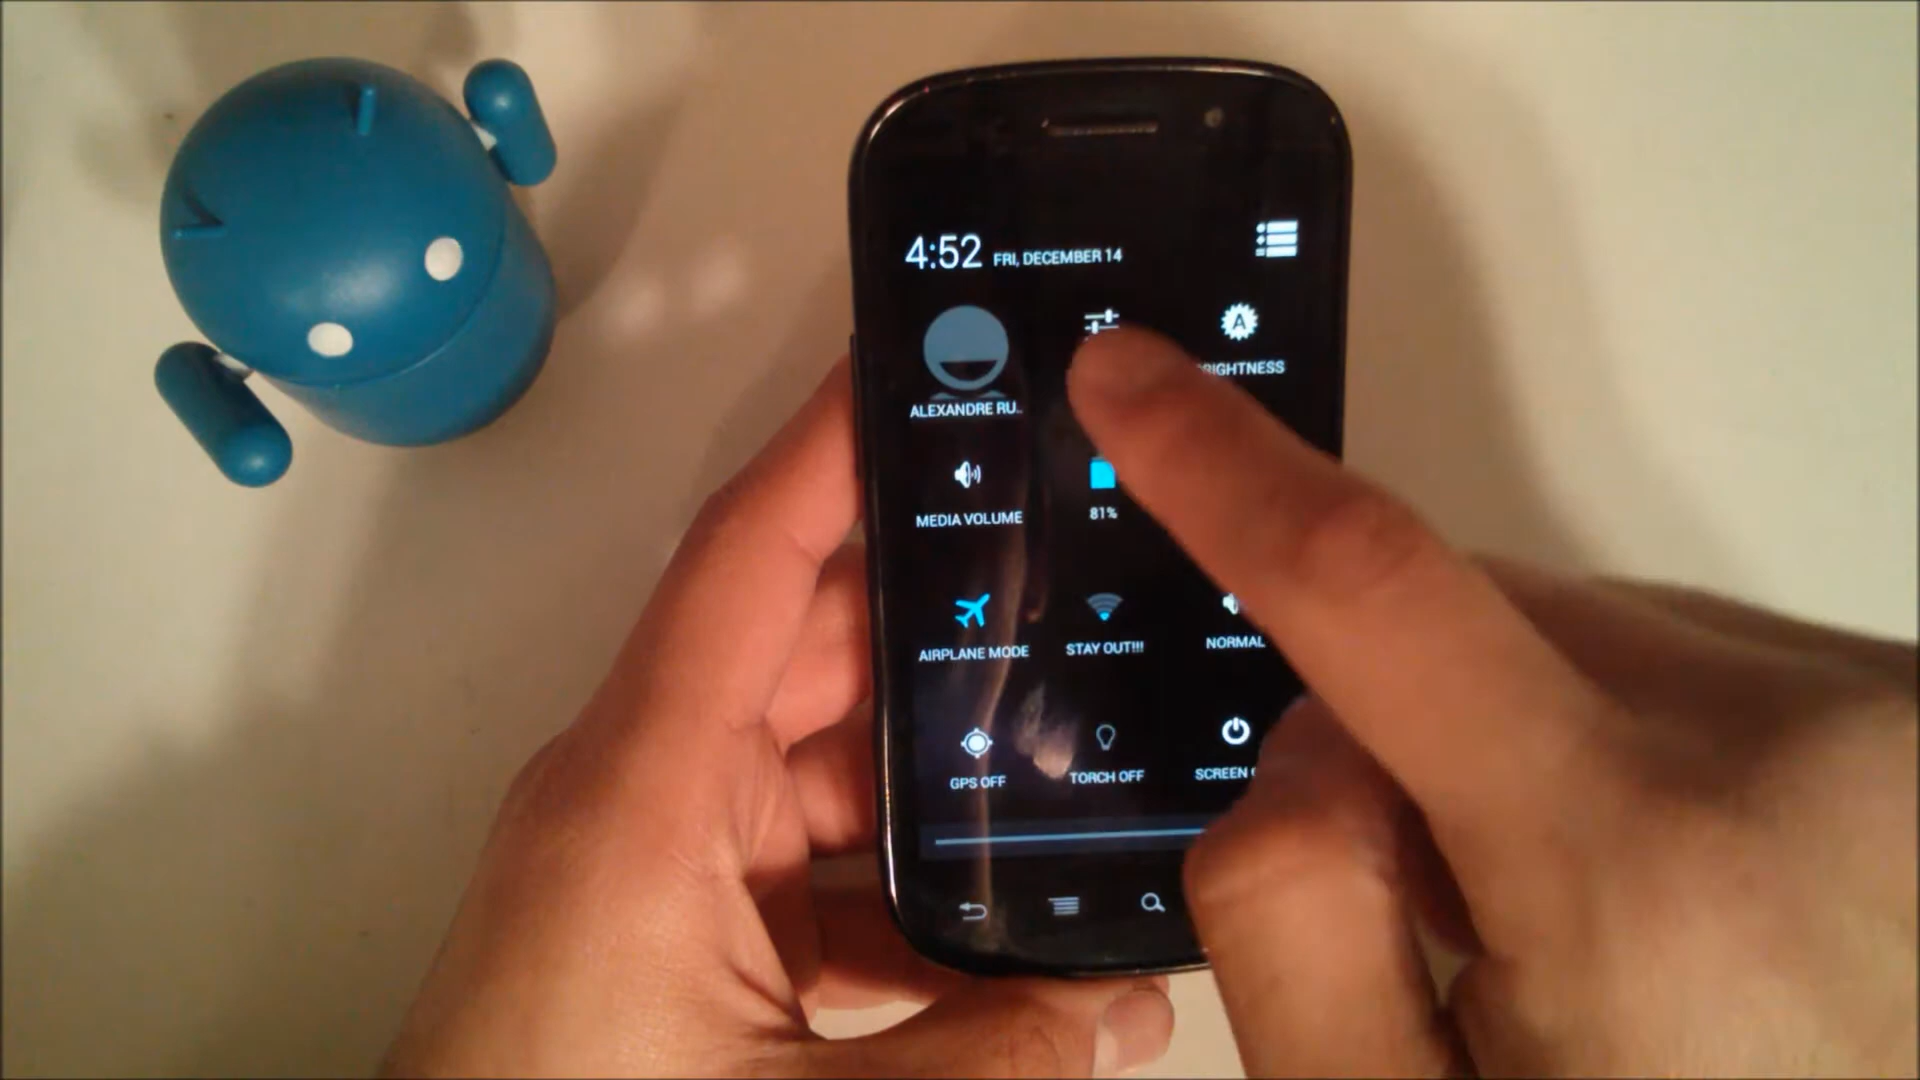 4:52 FRI, DECEMBER 14
A
BRIGHTNESS
ALEXANDRE RU..
MEDIA VOLUME
81%
AIRPLANE MODE
STAY OUT!!!
NORMAL
GPS OFF
TORCH OFF
SCREEN